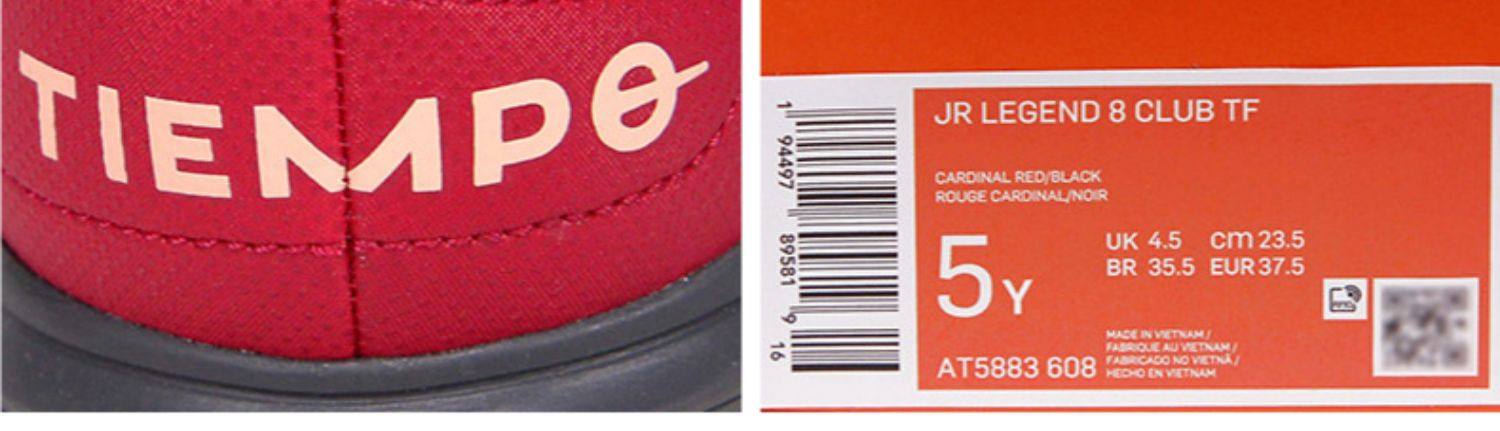 TIEMPO
JR LEGEND 8 CLUB TF
CARDINAL RED/BLACK
ROUGE CARDINAL/NOIR
5Y
UK 4.5 cm 23.5
BR 35.5 EUR 37.5
MADE IN VIETNAM /
FABRIQUE AU VIETNAM /
FABRICADO NO VIETNÃ /
HECHO EN VIETNAM
AT5883 608
1 94497 89581 9 16